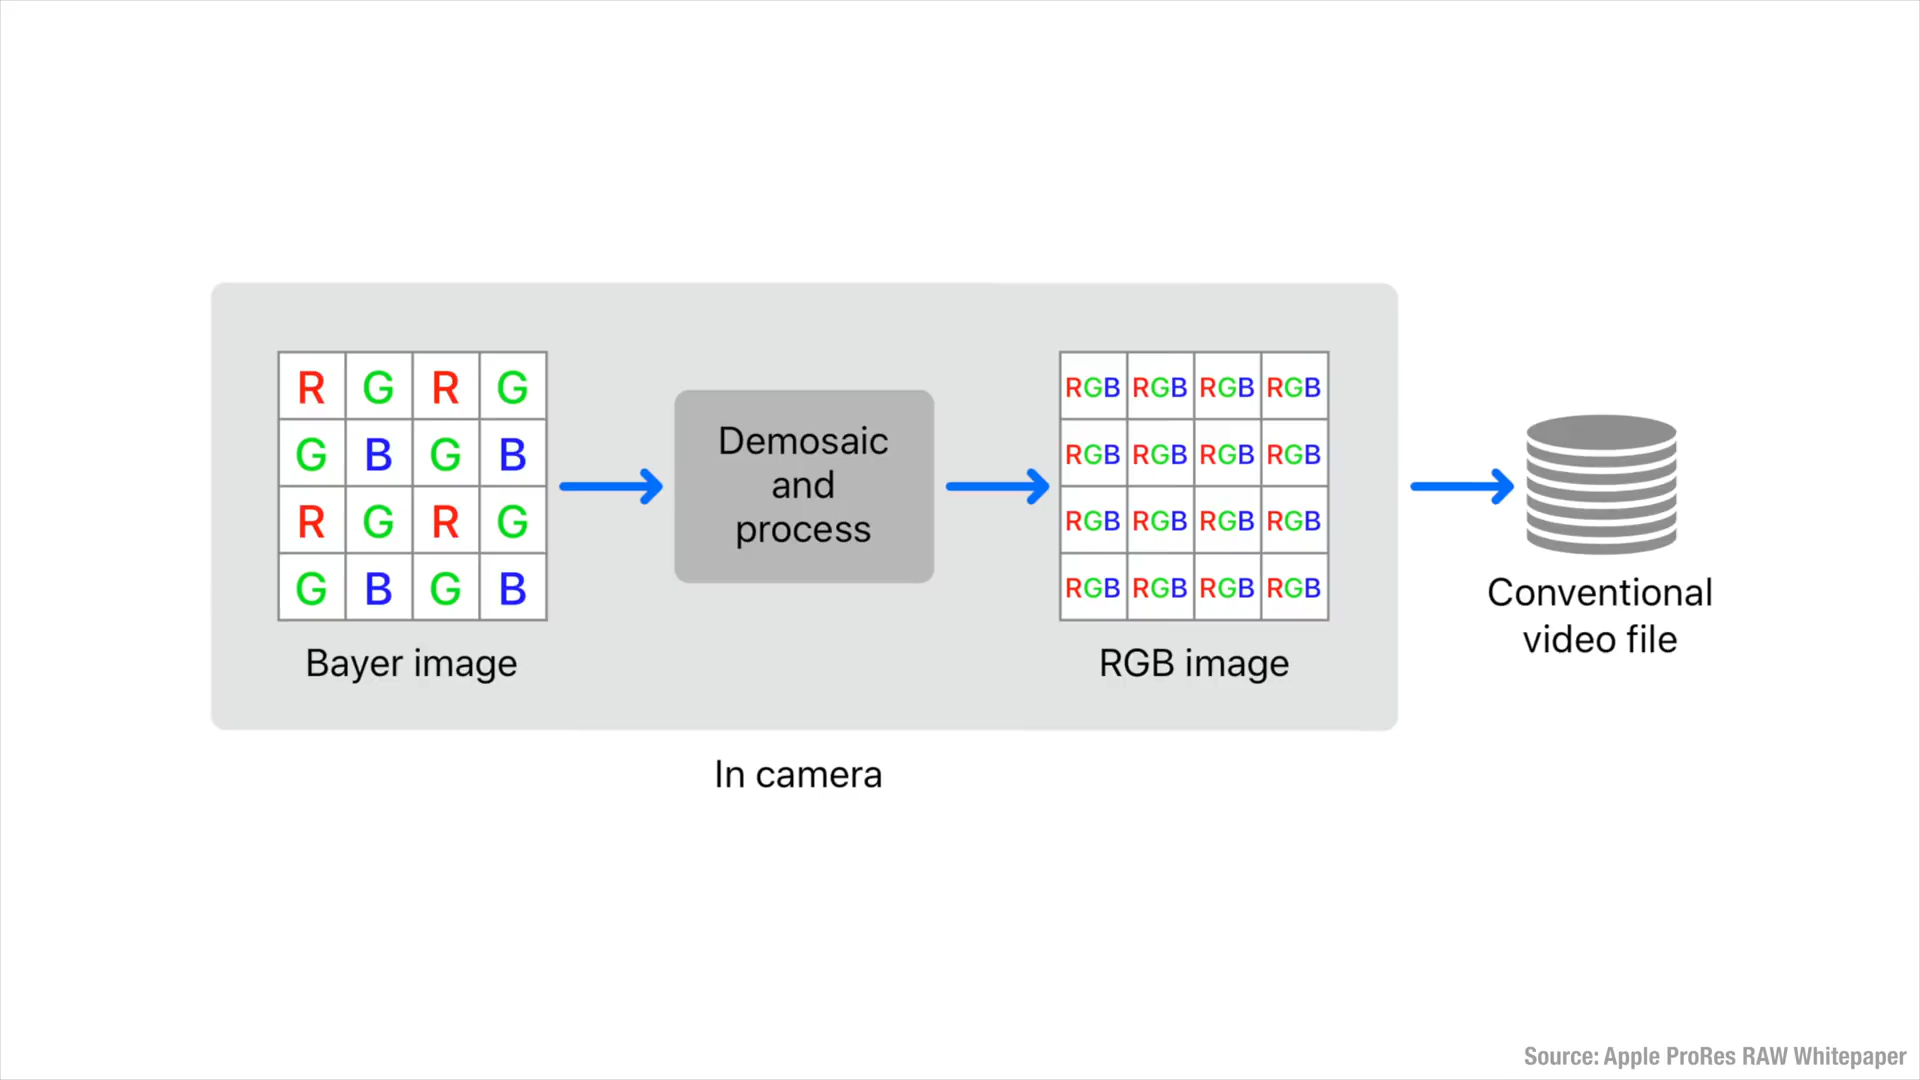 R G R G
G B G B
R G R G
G B G B
Bayer image
Demosaic
and
process
RGB RGB RGB RGB
RGB RGB RGB RGB
RGB RGB RGB RGB
RGB RGB RGB RGB
RGB image
Conventional
video file
In camera
Source: Apple ProRes RAW Whitepaper